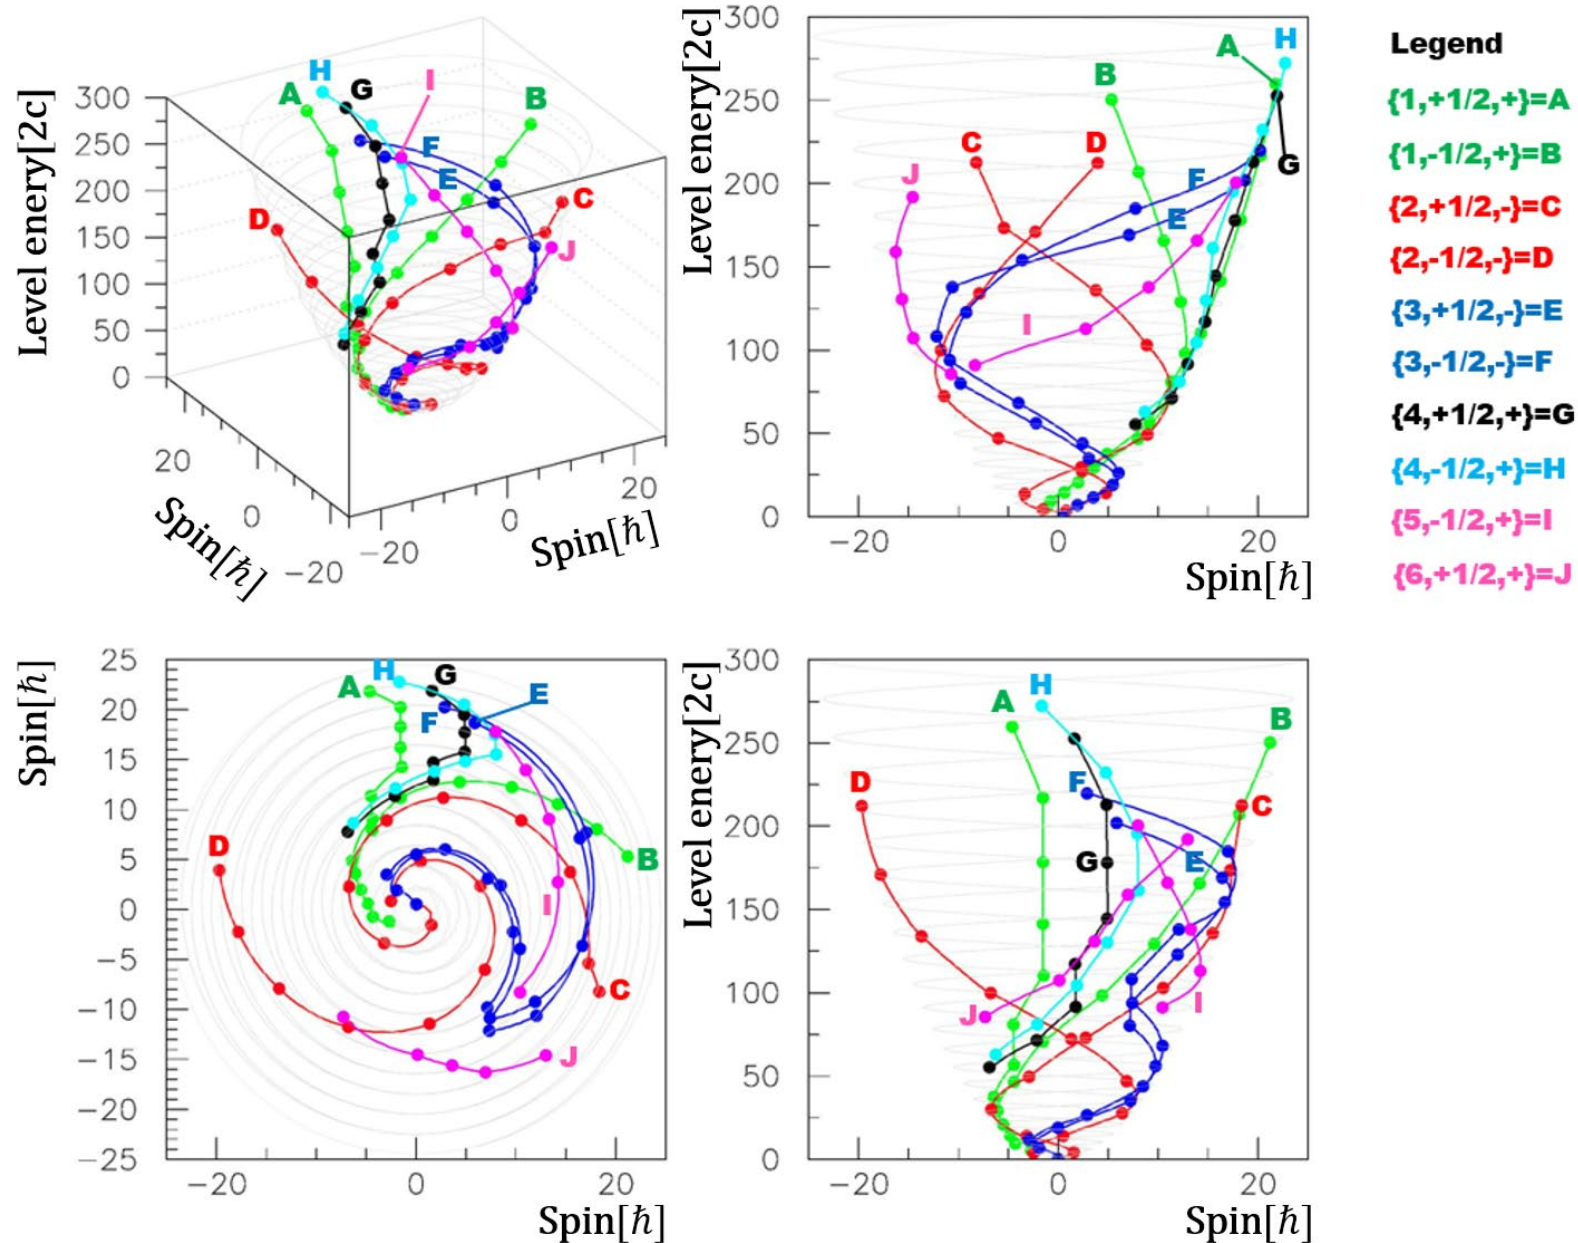 Level enery[2c]
300
250
200
150
100
50
0
20
0
−20
Spin[ħ]
−20
0
20
Spin[ħ]
A
H
G
I
B
F
E
D
C
J
Level enery[2c]
300
250
200
150
100
50
0
−20
0
20
Spin[ħ]
A
H
B
C
D
G
J
F
E
I
Legend
{1,+1/2,+}=A
{1,-1/2,+}=B
{2,+1/2,-}=C
{2,-1/2,-}=D
{3,+1/2,-}=E
{3,-1/2,-}=F
{4,+1/2,+}=G
{4,-1/2,+}=H
{5,-1/2,+}=I
{6,+1/2,+}=J
Spin[ħ]
25
20
15
10
5
0
−5
−10
−15
−20
−25
−20
0
20
Spin[ħ]
H
G
A
E
F
D
B
I
C
J
Level enery[2c]
300
250
200
150
100
50
0
−20
0
20
Spin[ħ]
H
A
B
D
F
C
G
E
J
I